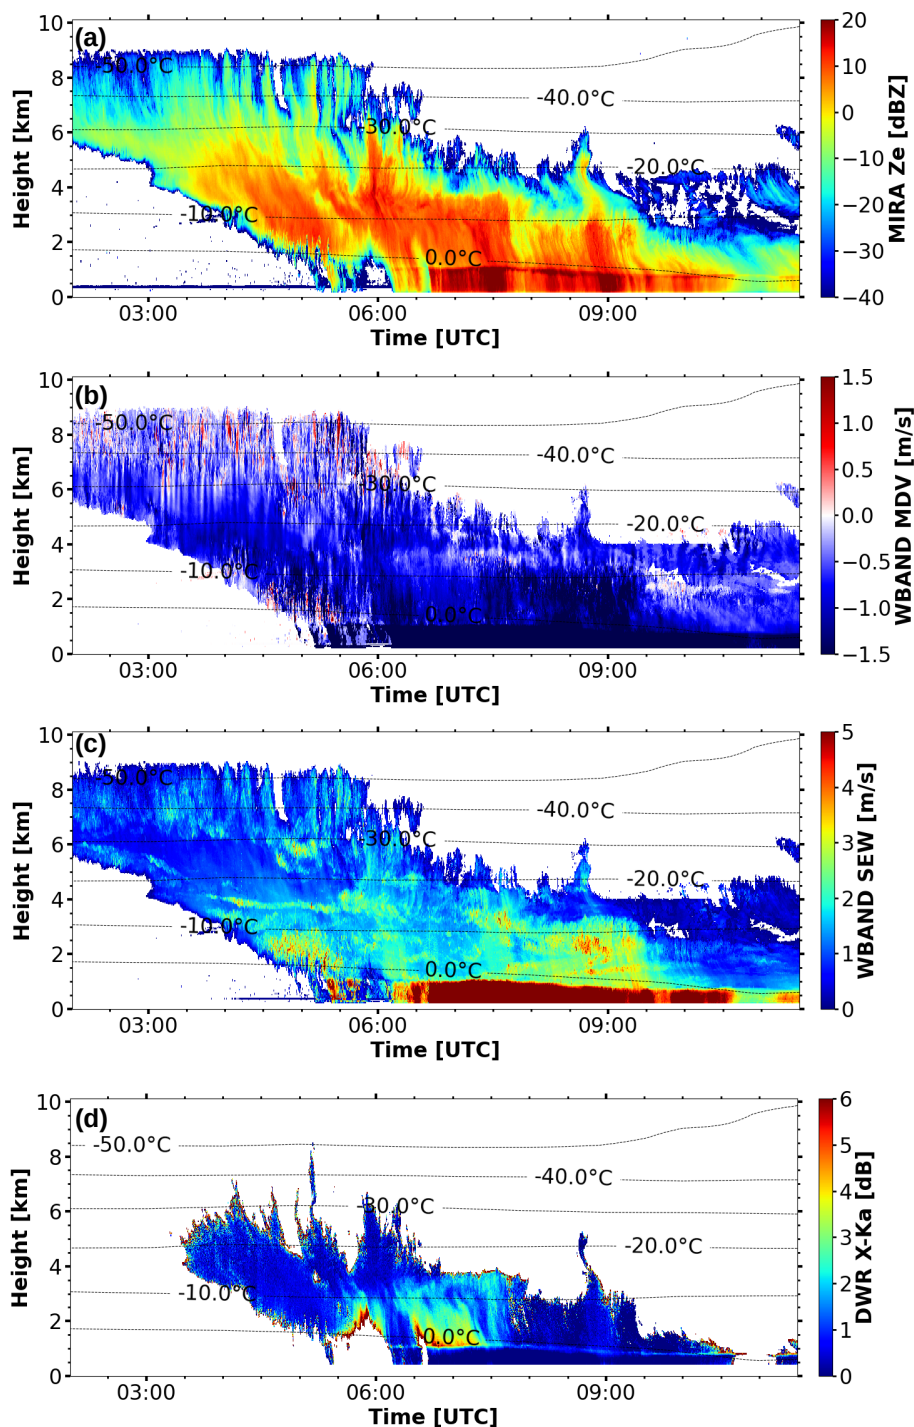 (a)
10
8
6
4
2
0
Height [km]
-50.0°C
-40.0°C
-30.0°C
-20.0°C
-10.0°C
0.0°C
03:00
06:00
09:00
Time [UTC]
20
10
0
−10
−20
−30
−40
MIRA Ze [dBZ]
(b)
10
8
6
4
2
0
Height [km]
-50.0°C
-40.0°C
-30.0°C
-20.0°C
-10.0°C
0.0°C
03:00
06:00
09:00
Time [UTC]
1.5
1.0
0.5
0.0
−0.5
−1.0
−1.5
WBAND MDV [m/s]
(c)
10
8
6
4
2
0
Height [km]
-50.0°C
-40.0°C
-30.0°C
-20.0°C
-10.0°C
0.0°C
03:00
06:00
09:00
Time [UTC]
5
4
3
2
1
0
WBAND SEW [m/s]
(d)
10
8
6
4
2
0
Height [km]
-50.0°C
-40.0°C
-30.0°C
-20.0°C
-10.0°C
0.0°C
03:00
06:00
09:00
Time [UTC]
6
5
4
3
2
1
0
DWR X-Ka [dB]